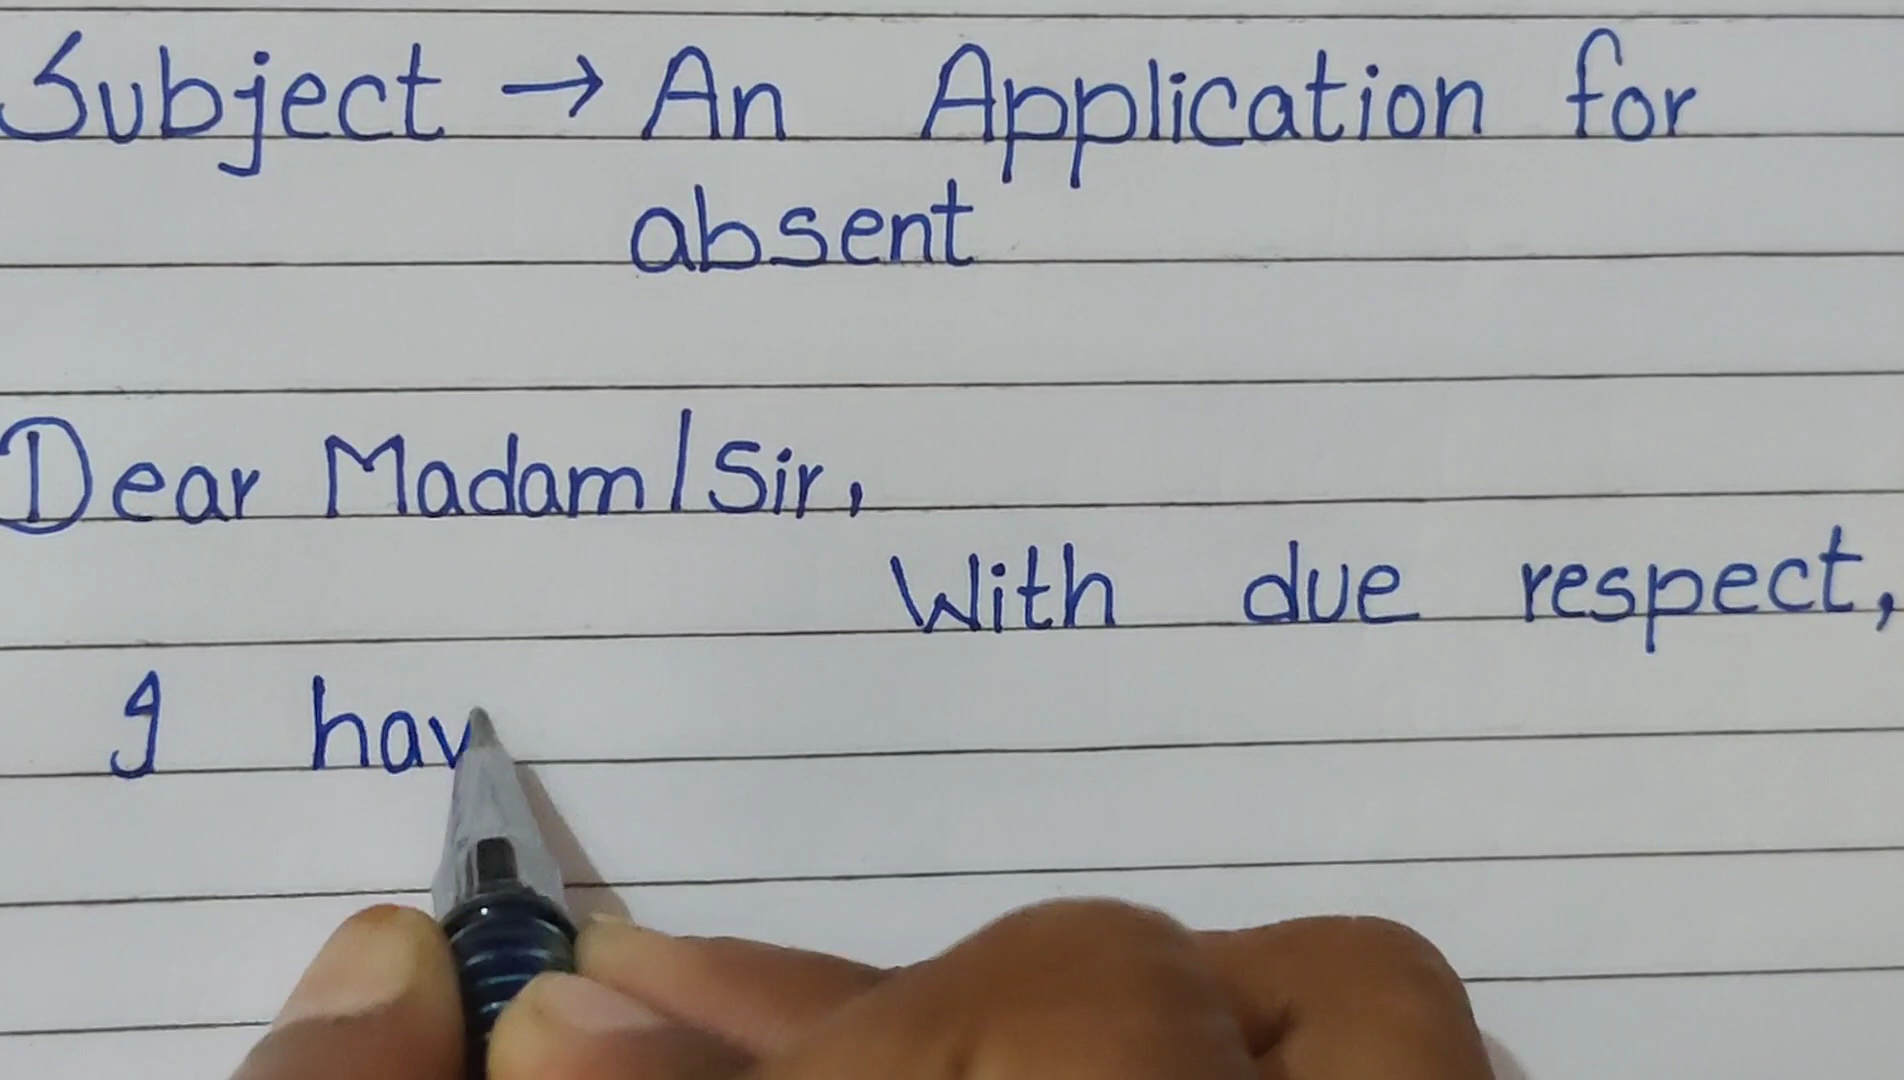 Subject → An Application for
absent
Dear Madam/Sir,
With due respect,
I hav